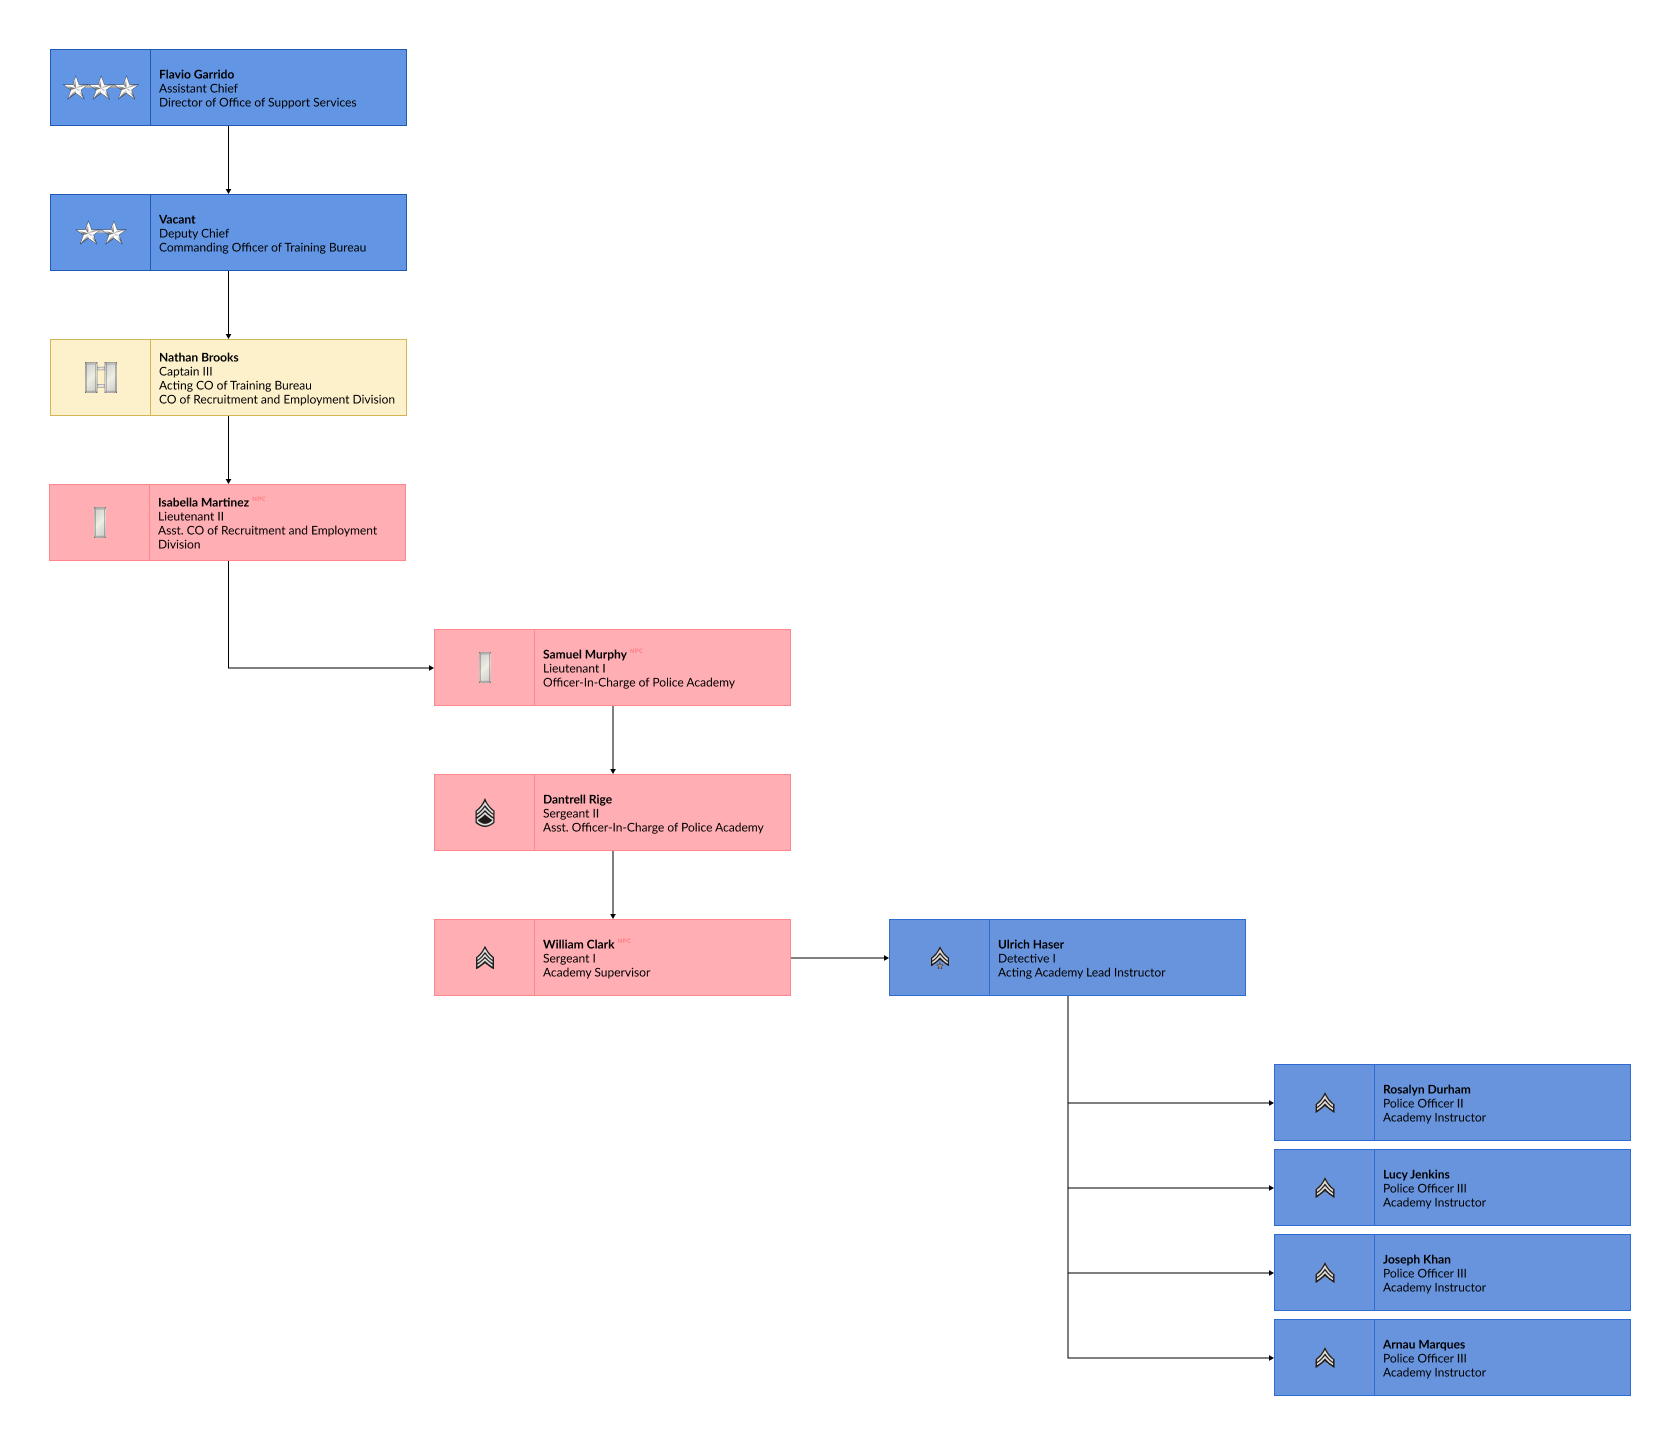 Flavio Garrido
Assistant Chief
Director of Office of Support Services
Vacant
Deputy Chief
Commanding Officer of Training Bureau
Nathan Brooks
Captain III
Acting CO of Training Bureau
CO of Recruitment and Employment Division
Isabella Martinez NPC
Lieutenant II
Asst. CO of Recruitment and Employment
Division
Samuel Murphy NPC
Lieutenant I
Officer-In-Charge of Police Academy
Dantrell Rige
Sergeant II
Asst. Officer-In-Charge of Police Academy
William Clark NPC
Sergeant I
Academy Supervisor
Ulrich Haser
Detective I
Acting Academy Lead Instructor
Rosalyn Durham
Police Officer II
Academy Instructor
Lucy Jenkins
Police Officer III
Academy Instructor
Joseph Khan
Police Officer III
Academy Instructor
Arnau Marques
Police Officer III
Academy Instructor